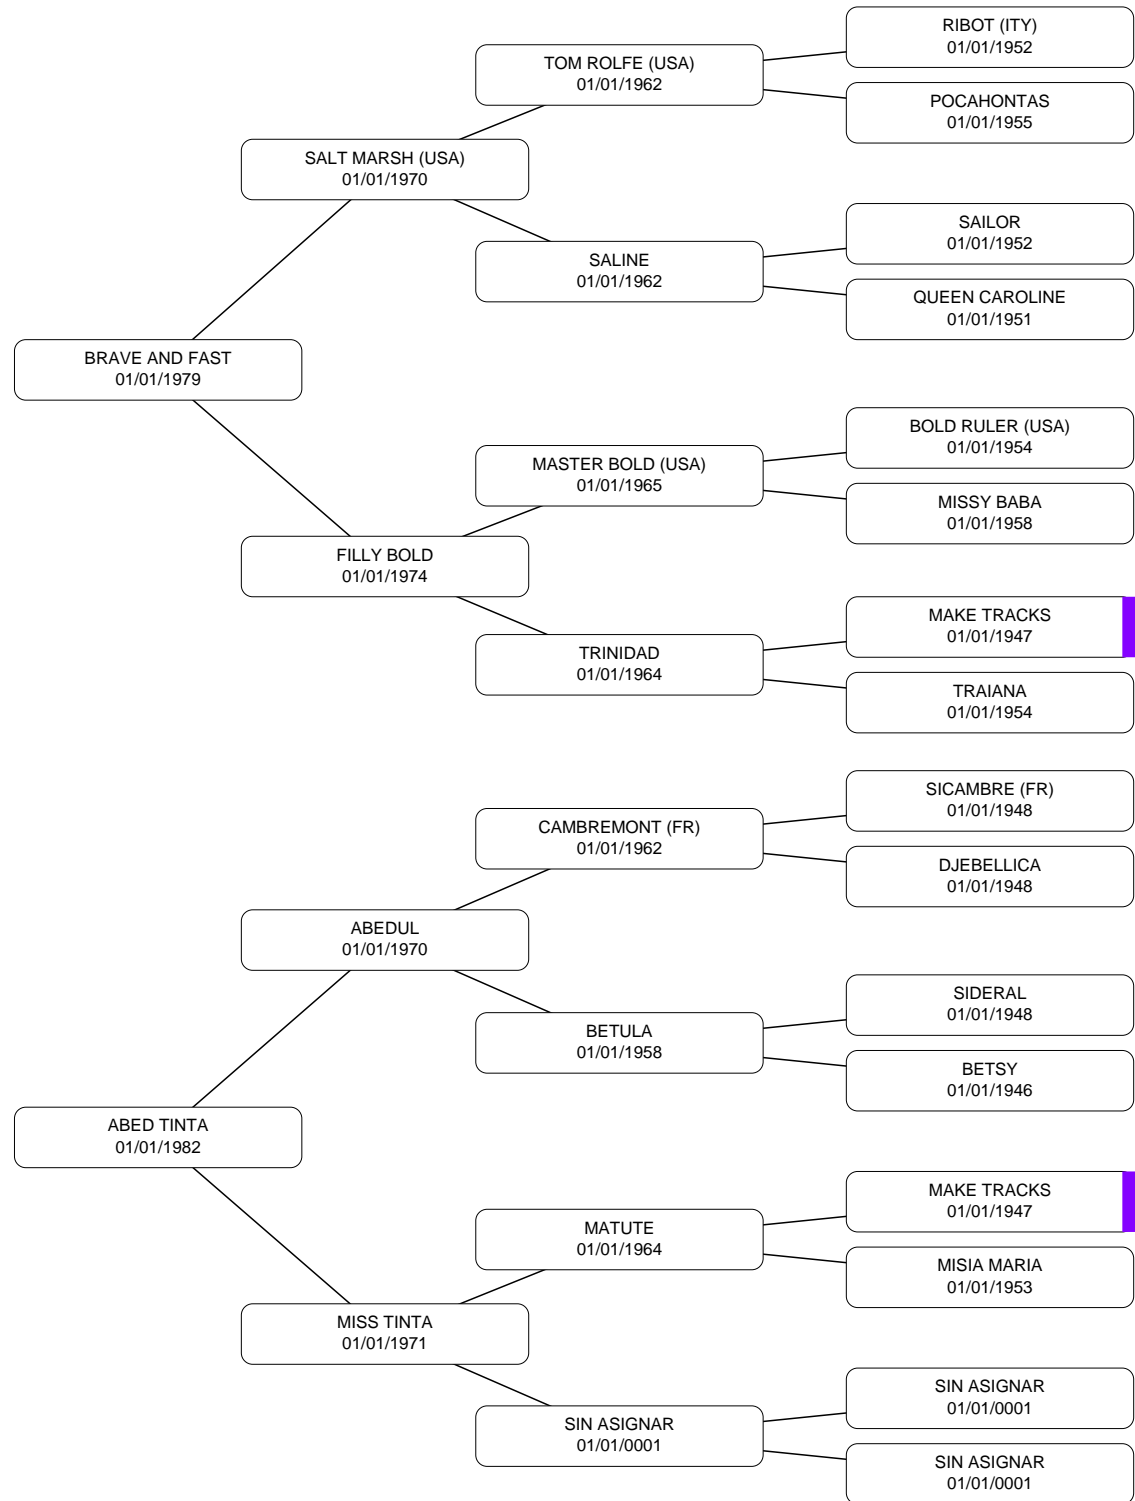 RIBOT (ITY)
01/01/1952
TOM ROLFE (USA)
01/01/1962
POCAHONTAS
01/01/1955
SALT MARSH (USA)
01/01/1970
SAILOR
01/01/1952
SALINE
01/01/1962
QUEEN CAROLINE
01/01/1951
BRAVE AND FAST
01/01/1979
BOLD RULER (USA)
01/01/1954
MASTER BOLD (USA)
01/01/1965
MISSY BABA
01/01/1958
FILLY BOLD
01/01/1974
MAKE TRACKS
01/01/1947
TRINIDAD
01/01/1964
TRAIANA
01/01/1954
SICAMBRE (FR)
01/01/1948
CAMBREMONT (FR)
01/01/1962
DJEBELLICA
01/01/1948
ABEDUL
01/01/1970
SIDERAL
01/01/1948
BETULA
01/01/1958
BETSY
01/01/1946
ABED TINTA
01/01/1982
MAKE TRACKS
01/01/1947
MATUTE
01/01/1964
MISIA MARIA
01/01/1953
MISS TINTA
01/01/1971
SIN ASIGNAR
01/01/0001
SIN ASIGNAR
01/01/0001
SIN ASIGNAR
01/01/0001